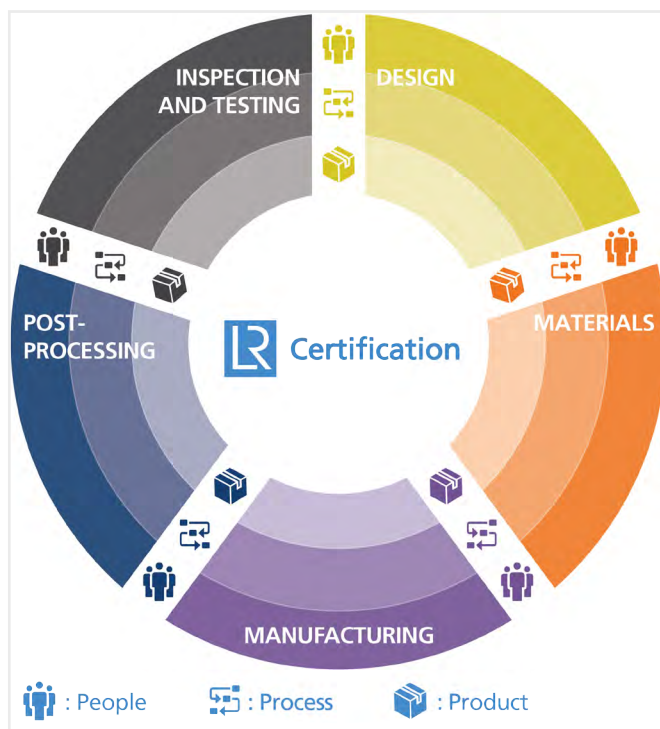 INSPECTION
AND TESTING
DESIGN
POST-
PROCESSING
MATERIALS
LR Certification
MANUFACTURING
: People
: Process
: Product